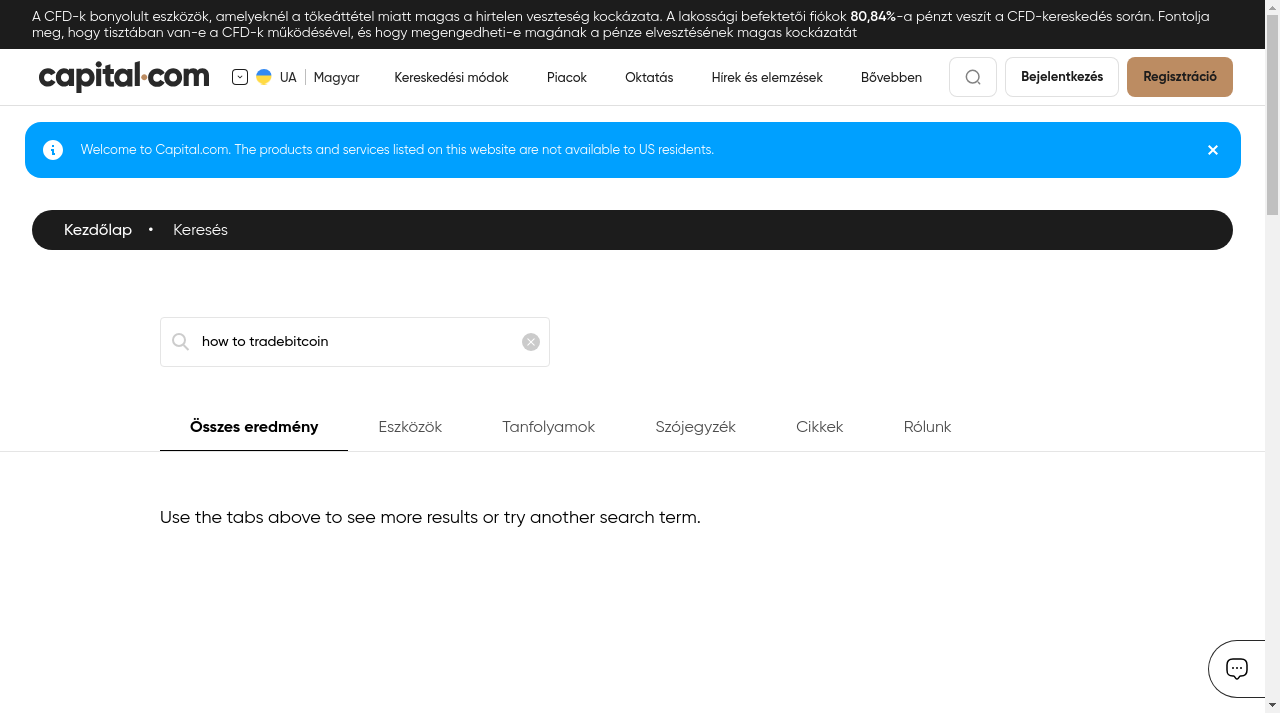 A CFD-k bonyolult eszközök, amelyeknél a tőkeáttétel miatt magas a hirtelen veszteség kockázata. A lakossági befektetői fiókok 80,84%-a pénzt veszít a CFD-kereskedés során. Fontolja
meg, hogy tisztában van-e a CFD-k működésével, és hogy megengedheti-e magának a pénze elvesztésének magas kockázatát
capital.com UA Magyar Kereskedési módok Piacok Oktatás Hírek és elemzések Bővebben Bejelentkezés Regisztráció
Welcome to Capital.com. The products and services listed on this website are not available to US residents.
Kezdőlap • Keresés
how to tradebitcoin
Összes eredmény Eszközök Tanfolyamok Szójegyzék Cikkek Rólunk
Use the tabs above to see more results or try another search term.